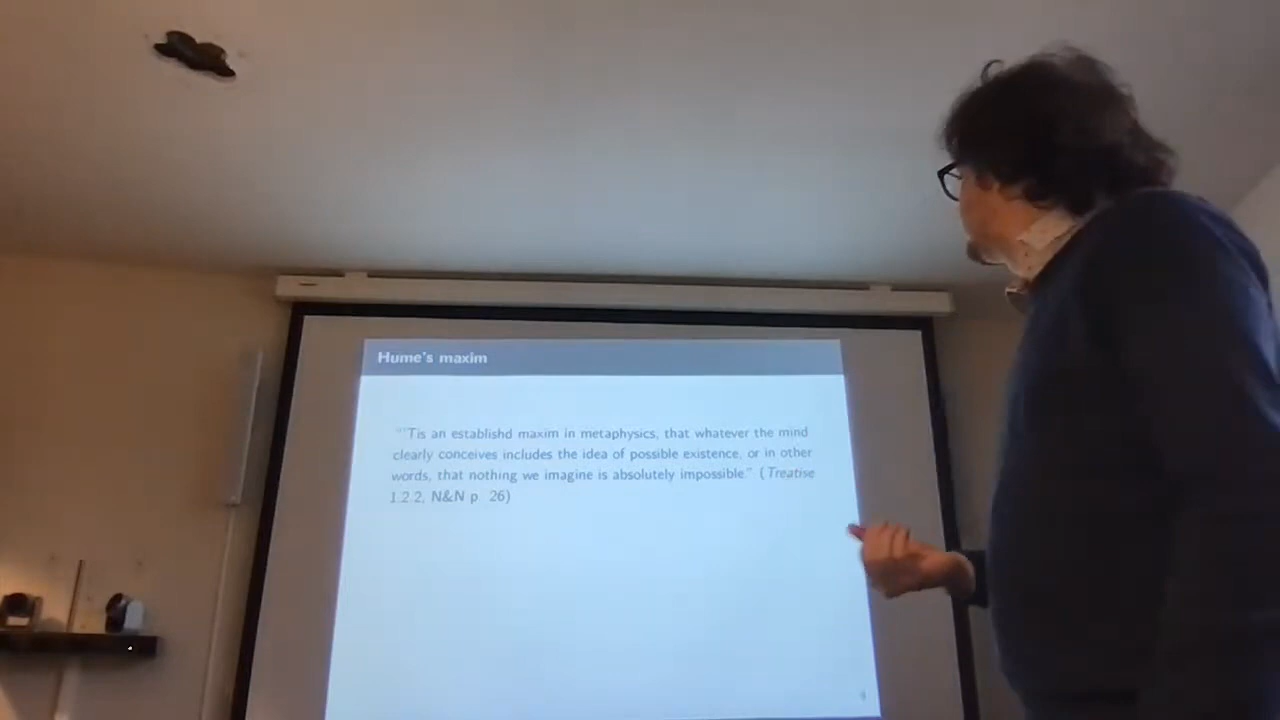 Hume's maxim
"'Tis an establishd maxim in metaphysics, that whatever the mind
clearly conceives includes the idea of possible existence, or in other
words, that nothing we imagine is absolutely impossible." (Treatise
1.2.2, N&N p. 26)